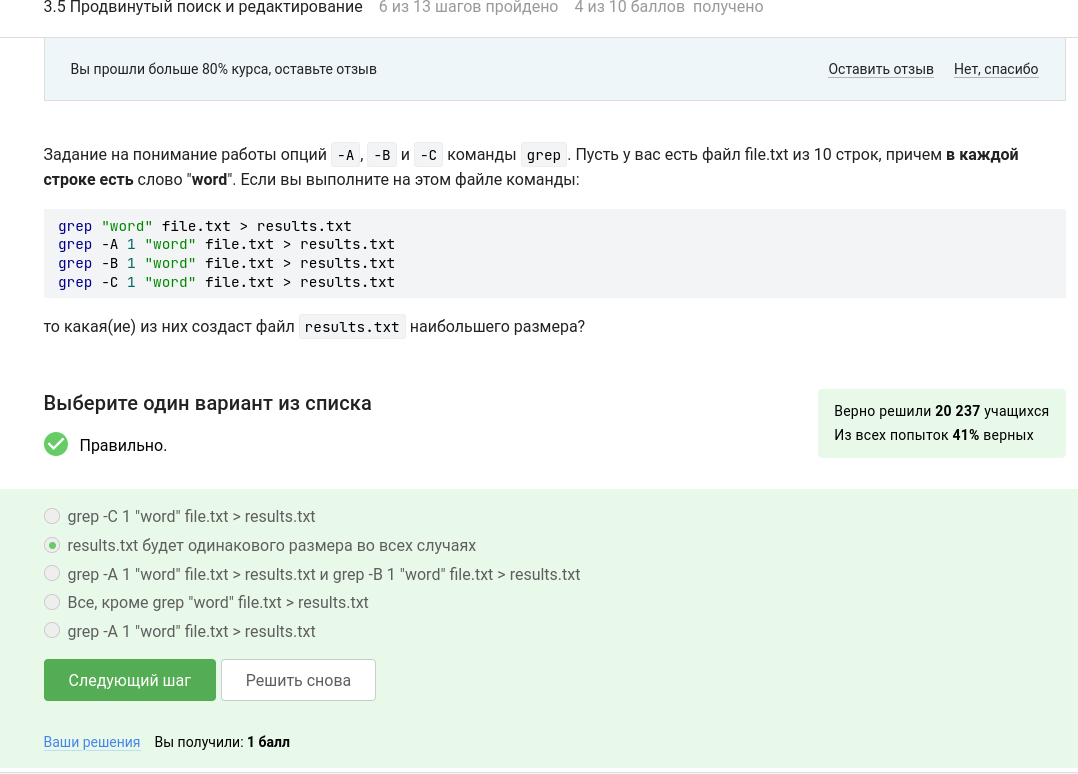 3.5 Продвинутый поиск и редактирование 6 из 13 шагов пройдено 4 из 10 баллов получено
Вы прошли больше 80% курса, оставьте отзыв Оставить отзыв Нет, спасибо
Задание на понимание работы опций -A, -B и -C команды grep. Пусть у вас есть файл file.txt из 10 строк, причем в каждой
строке есть слово "word". Если вы выполните на этом файле команды:
grep "word" file.txt > results.txt
grep -A 1 "word" file.txt > results.txt
grep -B 1 "word" file.txt > results.txt
grep -C 1 "word" file.txt > results.txt
то какая(ие) из них создаст файл results.txt наибольшего размера?
Выберите один вариант из списка
Верно решили 20 237 учащихся
Из всех попыток 41% верных
Правильно.
grep -C 1 "word" file.txt > results.txt
results.txt будет одинакового размера во всех случаях
grep -A 1 "word" file.txt > results.txt и grep -B 1 "word" file.txt > results.txt
Все, кроме grep "word" file.txt > results.txt
grep -A 1 "word" file.txt > results.txt
Следующий шаг Решить снова
Ваши решения Вы получили: 1 балл